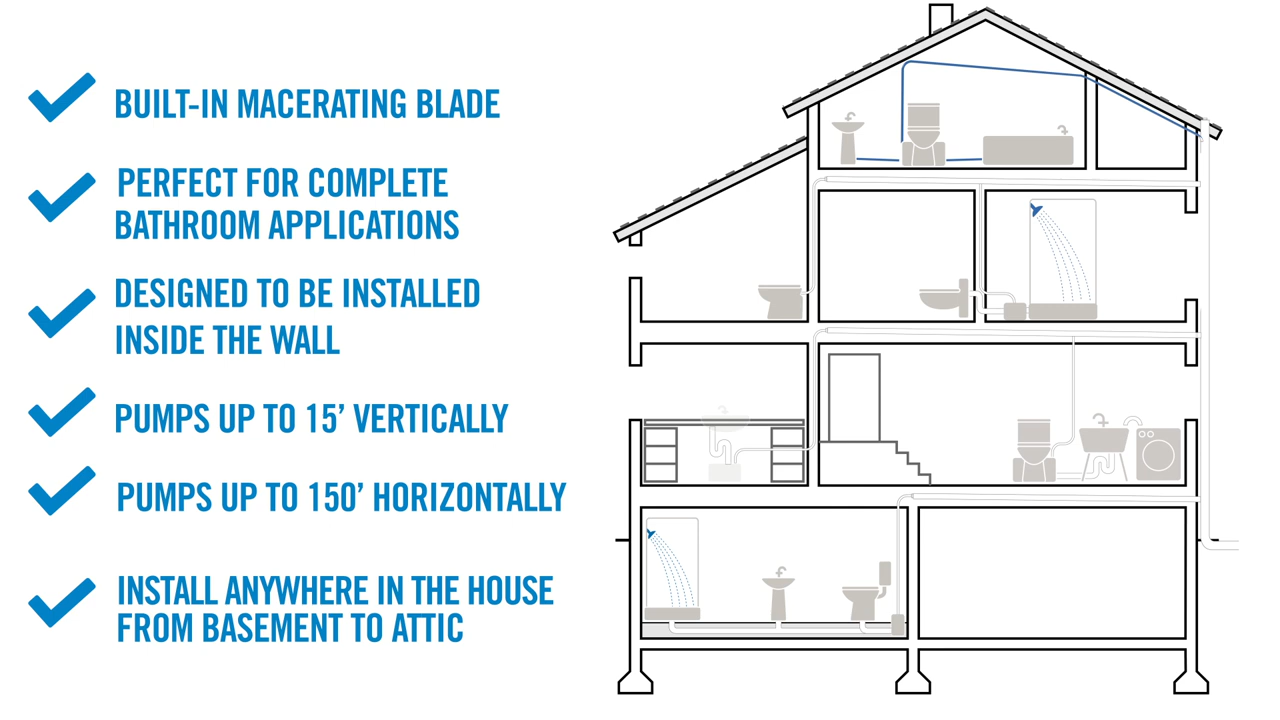 BUILT-IN MACERATING BLADE
PERFECT FOR COMPLETE
BATHROOM APPLICATIONS
DESIGNED TO BE INSTALLED
INSIDE THE WALL
PUMPS UP TO 15’ VERTICALLY
PUMPS UP TO 150’ HORIZONTALLY
INSTALL ANYWHERE IN THE HOUSE
FROM BASEMENT TO ATTIC